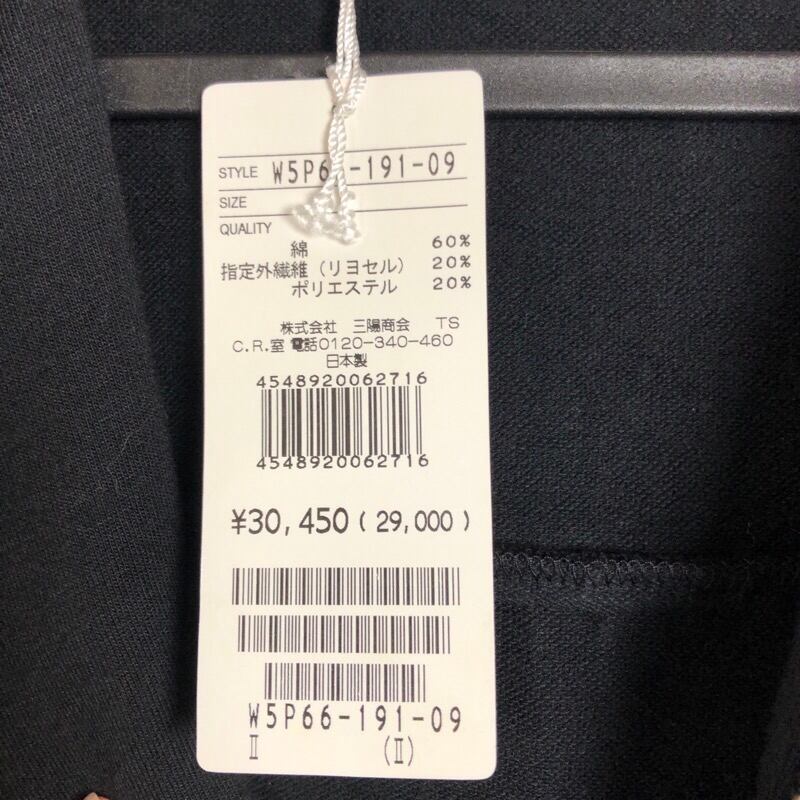 STYLE W5P66-191-09
SIZE
QUALITY
綿 60%
指定外繊維(リヨセル) 20%
ポリエステル 20%
株式会社 三陽商会 TS
C.R.室 電話0120-340-460
日本製
4548920062716
4548920062716
¥30,450(29,000)
W5P66-191-09
II (II)